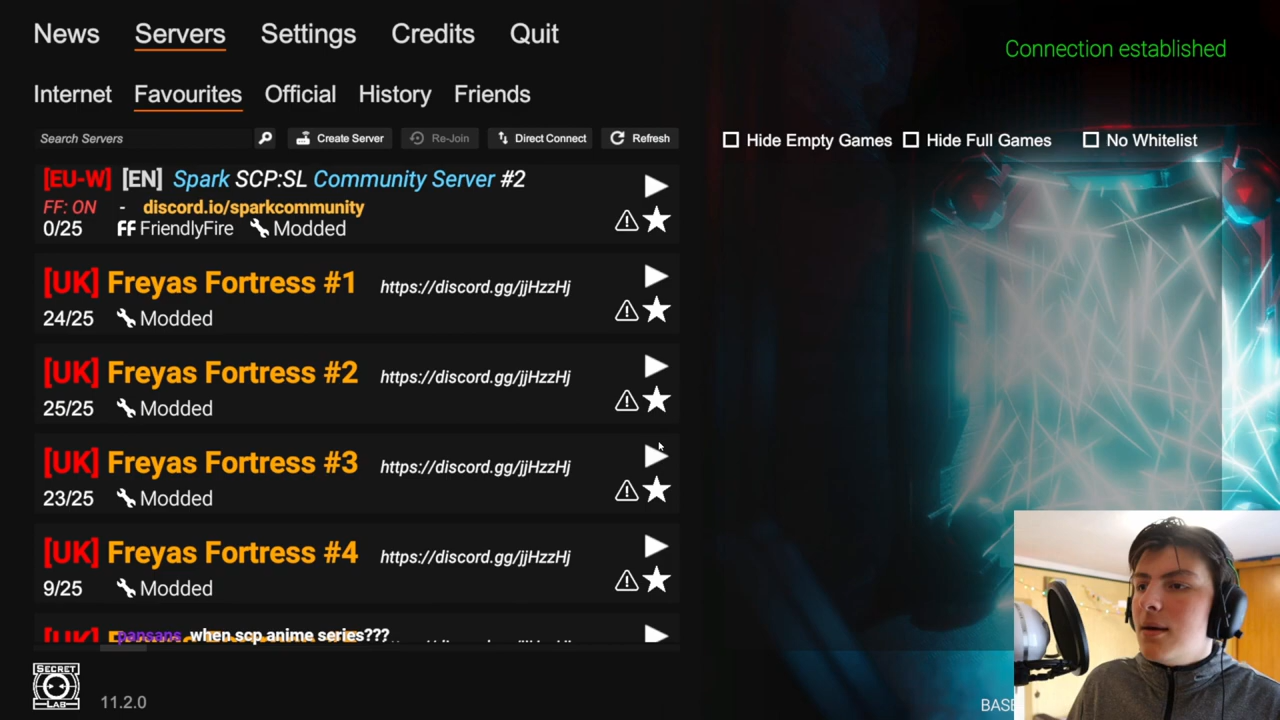 News Servers Settings Credits Quit
Connection established
Internet Favourites Official History Friends
Search Servers Create Server Re-Join Direct Connect Refresh
Hide Empty Games Hide Full Games No Whitelist
[EU-W] [EN] Spark SCP:SL Community Server #2
FF: ON - discord.io/sparkcommunity
0/25 FF FriendlyFire Modded
[UK] Freyas Fortress #1 https://discord.gg/jjHzzHj
24/25 Modded
[UK] Freyas Fortress #2 https://discord.gg/jjHzzHj
25/25 Modded
[UK] Freyas Fortress #3 https://discord.gg/jjHzzHj
23/25 Modded
[UK] Freyas Fortress #4 https://discord.gg/jjHzzHj
9/25 Modded
pansans when scp anime series???
SECRET
LAB
11.2.0